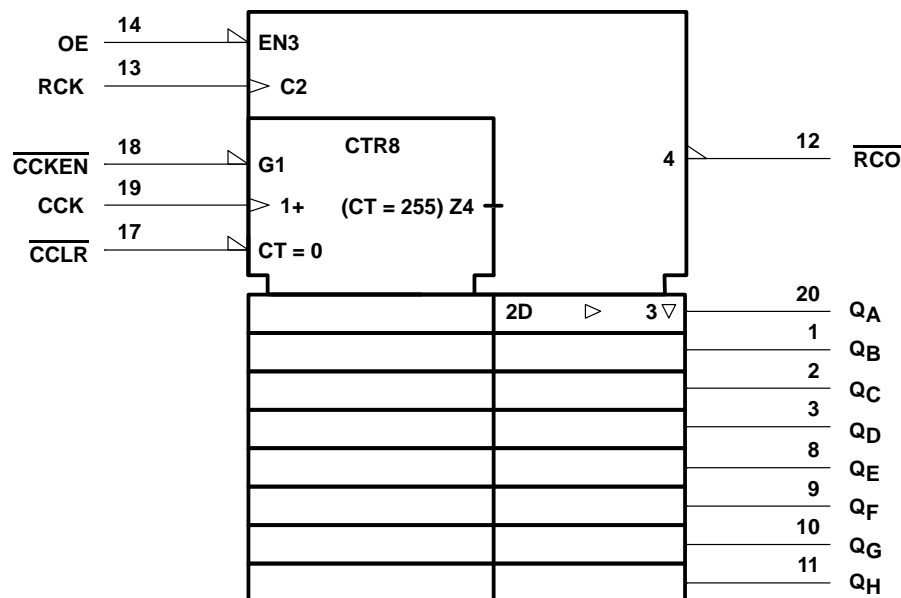 14
OE
EN3
13
RCK
C2
CTR8
18
CCKEN
G1
12
4
RCO
19
CCK
1+
(CT = 255) Z4
17
CCLR
CT = 0
2D
3
20
QA
1
QB
2
QC
3
QD
8
QE
9
QF
10
QG
11
QH